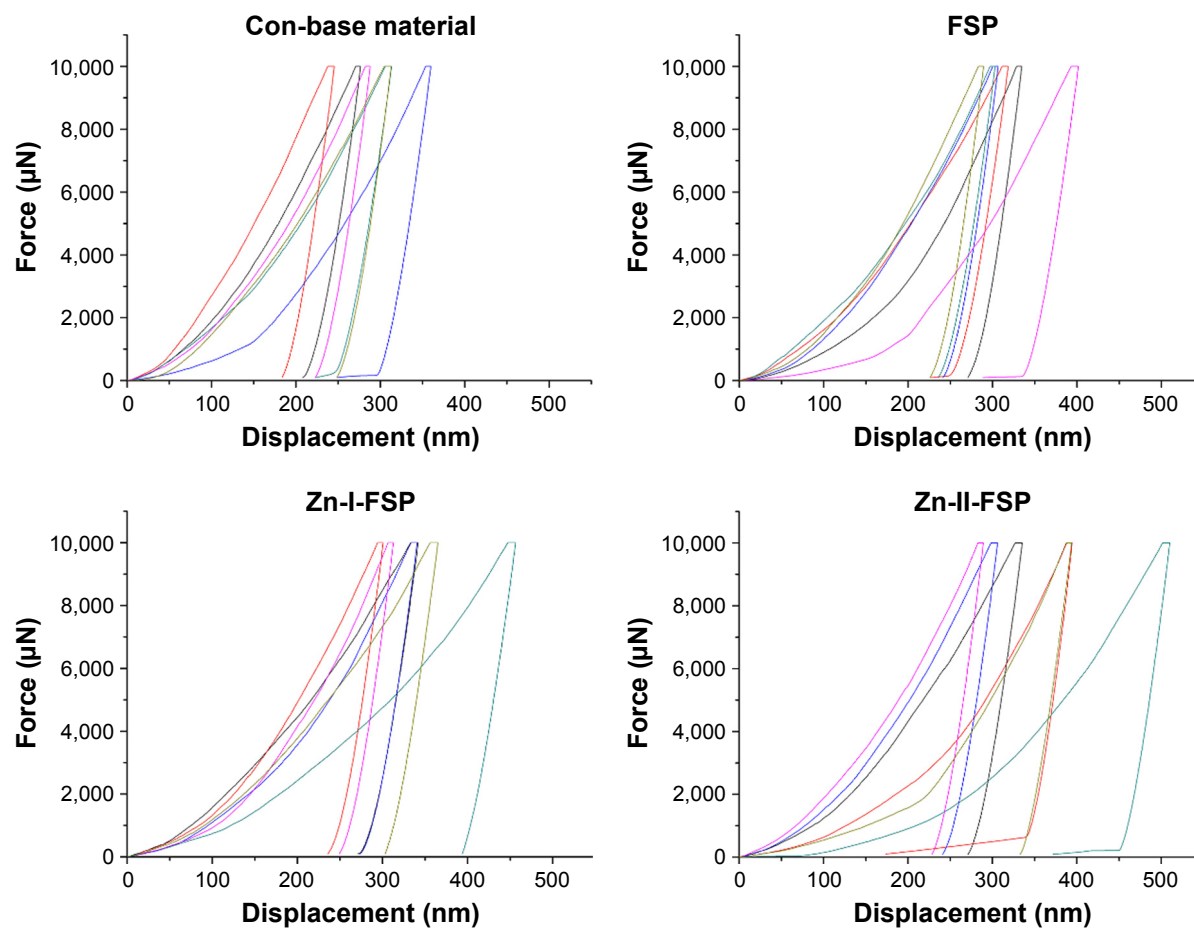 Con-base material
10,000
8,000
6,000
4,000
2,000
0
Force (µN)
0 100 200 300 400 500
Displacement (nm)
FSP
10,000
8,000
6,000
4,000
2,000
0
Force (µN)
0 100 200 300 400 500
Displacement (nm)
Zn-I-FSP
10,000
8,000
6,000
4,000
2,000
0
Force (µN)
0 100 200 300 400 500
Displacement (nm)
Zn-II-FSP
10,000
8,000
6,000
4,000
2,000
0
Force (µN)
0 100 200 300 400 500
Displacement (nm)